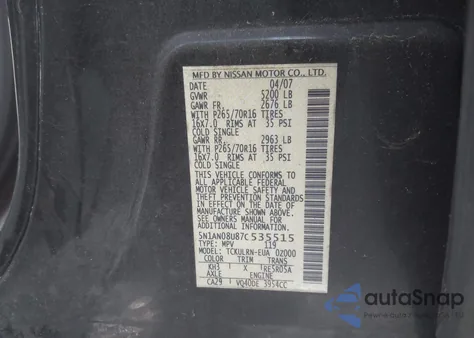 MFD BY NISSAN MOTOR CO., LTD.
DATE 04/07
GVWR 5200 LB
GAWR FR 2676 LB
WITH P265/70R16 TIRES
16X7.0 RIMS AT 35 PSI
COLD SINGLE
GAWR RR 2963 LB
WITH P265/70R16 TIRES
16X7.0 RIMS AT 35 PSI
COLD SINGLE
THIS VEHICLE CONFORMS TO ALL
APPLICABLE FEDERAL MOTOR
VEHICLE SAFETY AND
THEFT PREVENTION STANDARDS
IN EFFECT ON THE DATE OF
MANUFACTURE SHOWN ABOVE.
SEE OWNERS MANUAL FOR
ADDITIONAL INFORMATION
5N1AN08U87C535515
TYPE: MPV 119
MODEL: TCKULRN-EUA 0Z000
COLOR TRIM TRANS
KH3 X TRE5R05A
AXLE ENGINE
CA29 VQ40DE 3954CC
autoSnap